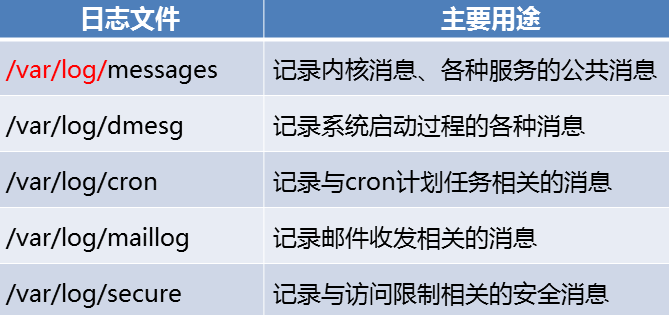 日志文件 主要用途
/var/log/messages 记录内核消息、各种服务的公共消息
/var/log/dmesg 记录系统启动过程的各种消息
/var/log/cron 记录与cron计划任务相关的消息
/var/log/maillog 记录邮件收发相关的消息
/var/log/secure 记录与访问限制相关的安全消息